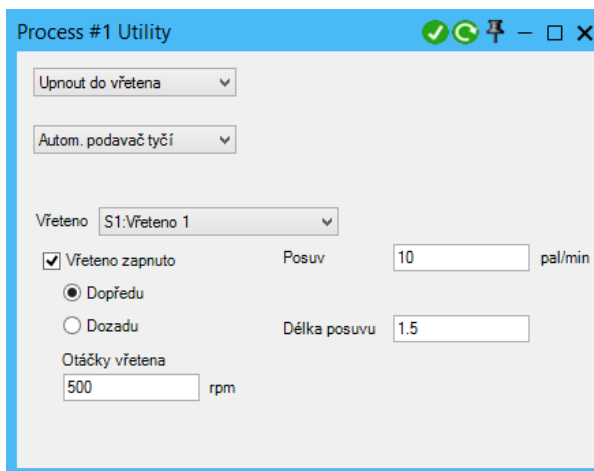 Process #1 Utility
Upnout do vřetena
Autom. podavač tyčí
Vřeteno S1:Vřeteno 1
Vřeteno zapnuto Posuv 10 pal/min
Dopředu
Dozadu Délka posuvu 1.5
Otáčky vřetena
500 rpm